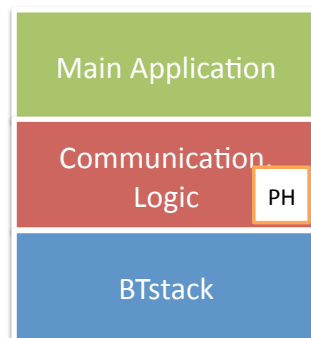 Main Application
Communication
Logic
PH
BTstack